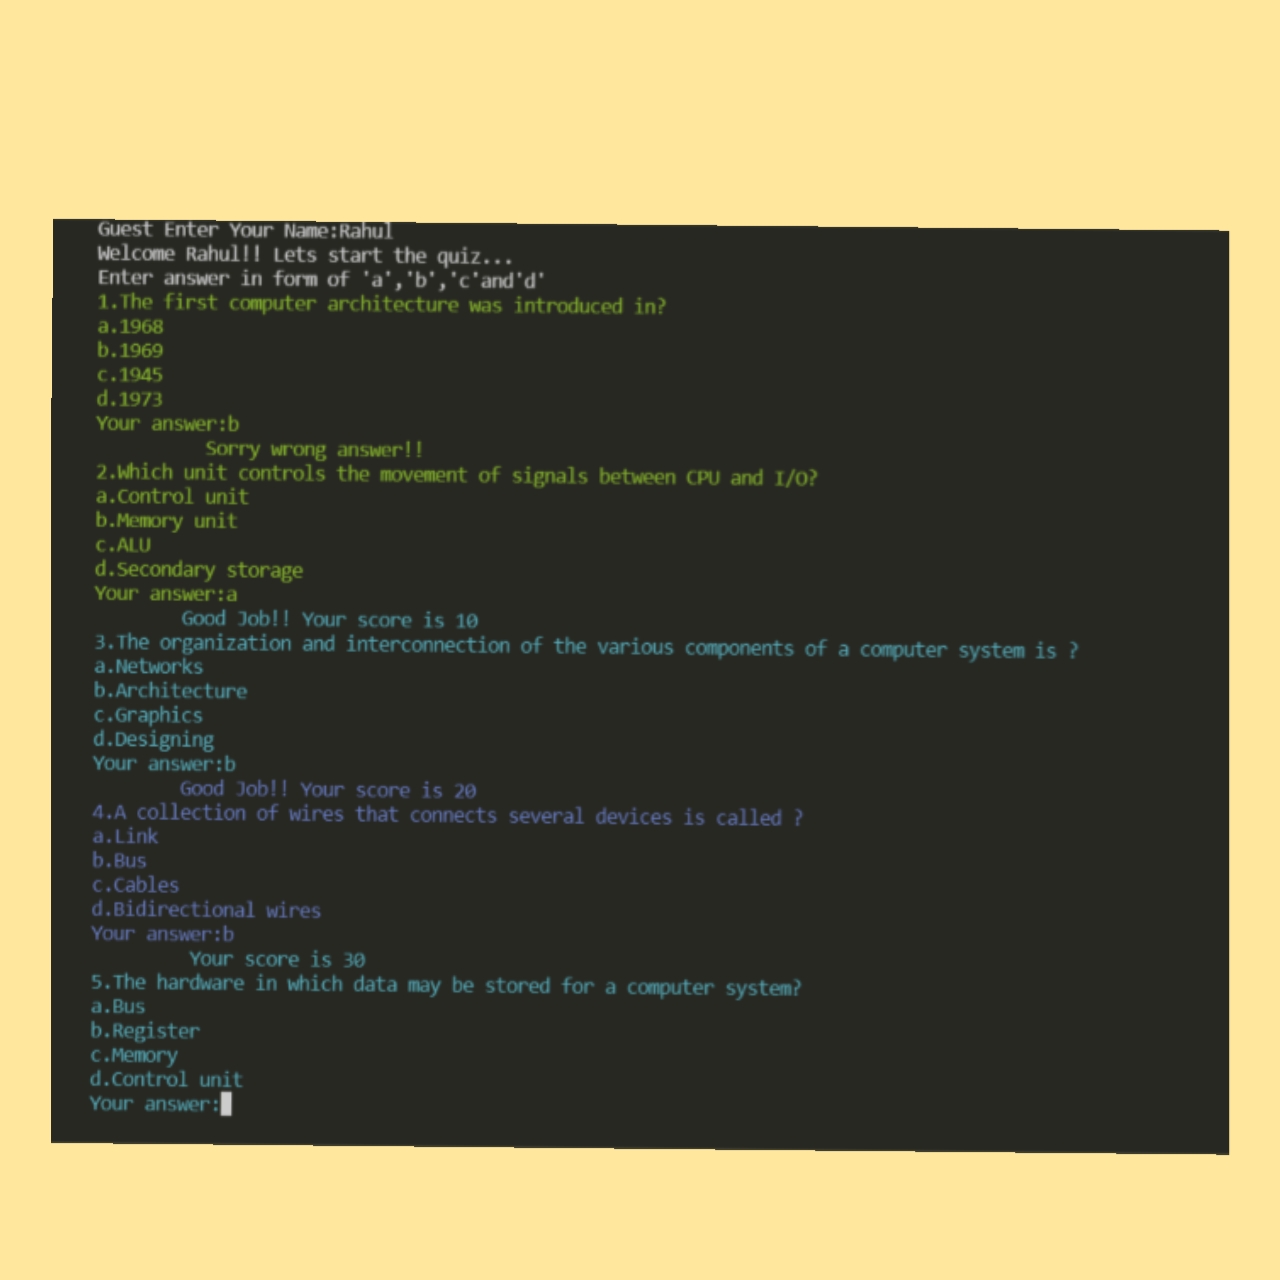 Guest Enter Your Name:Rahul
Welcome Rahul!! Lets start the quiz...
Enter answer in form of 'a','b','c'and'd'
1.The first computer architecture was introduced in?
a.1968
b.1969
c.1945
d.1973
Your answer:b
Sorry wrong answer!!
2.Which unit controls the movement of signals between CPU and I/O?
a.Control unit
b.Memory unit
c.ALU
d.Secondary storage
Your answer:a
Good Job!! Your score is 10
3.The organization and interconnection of the various components of a computer system is ?
a.Networks
b.Architecture
c.Graphics
d.Designing
Your answer:b
Good Job!! Your score is 20
4.A collection of wires that connects several devices is called ?
a.Link
b.Bus
c.Cables
d.Bidirectional wires
Your answer:b
Your score is 30
5.The hardware in which data may be stored for a computer system?
a.Bus
b.Register
c.Memory
d.Control unit
Your answer: